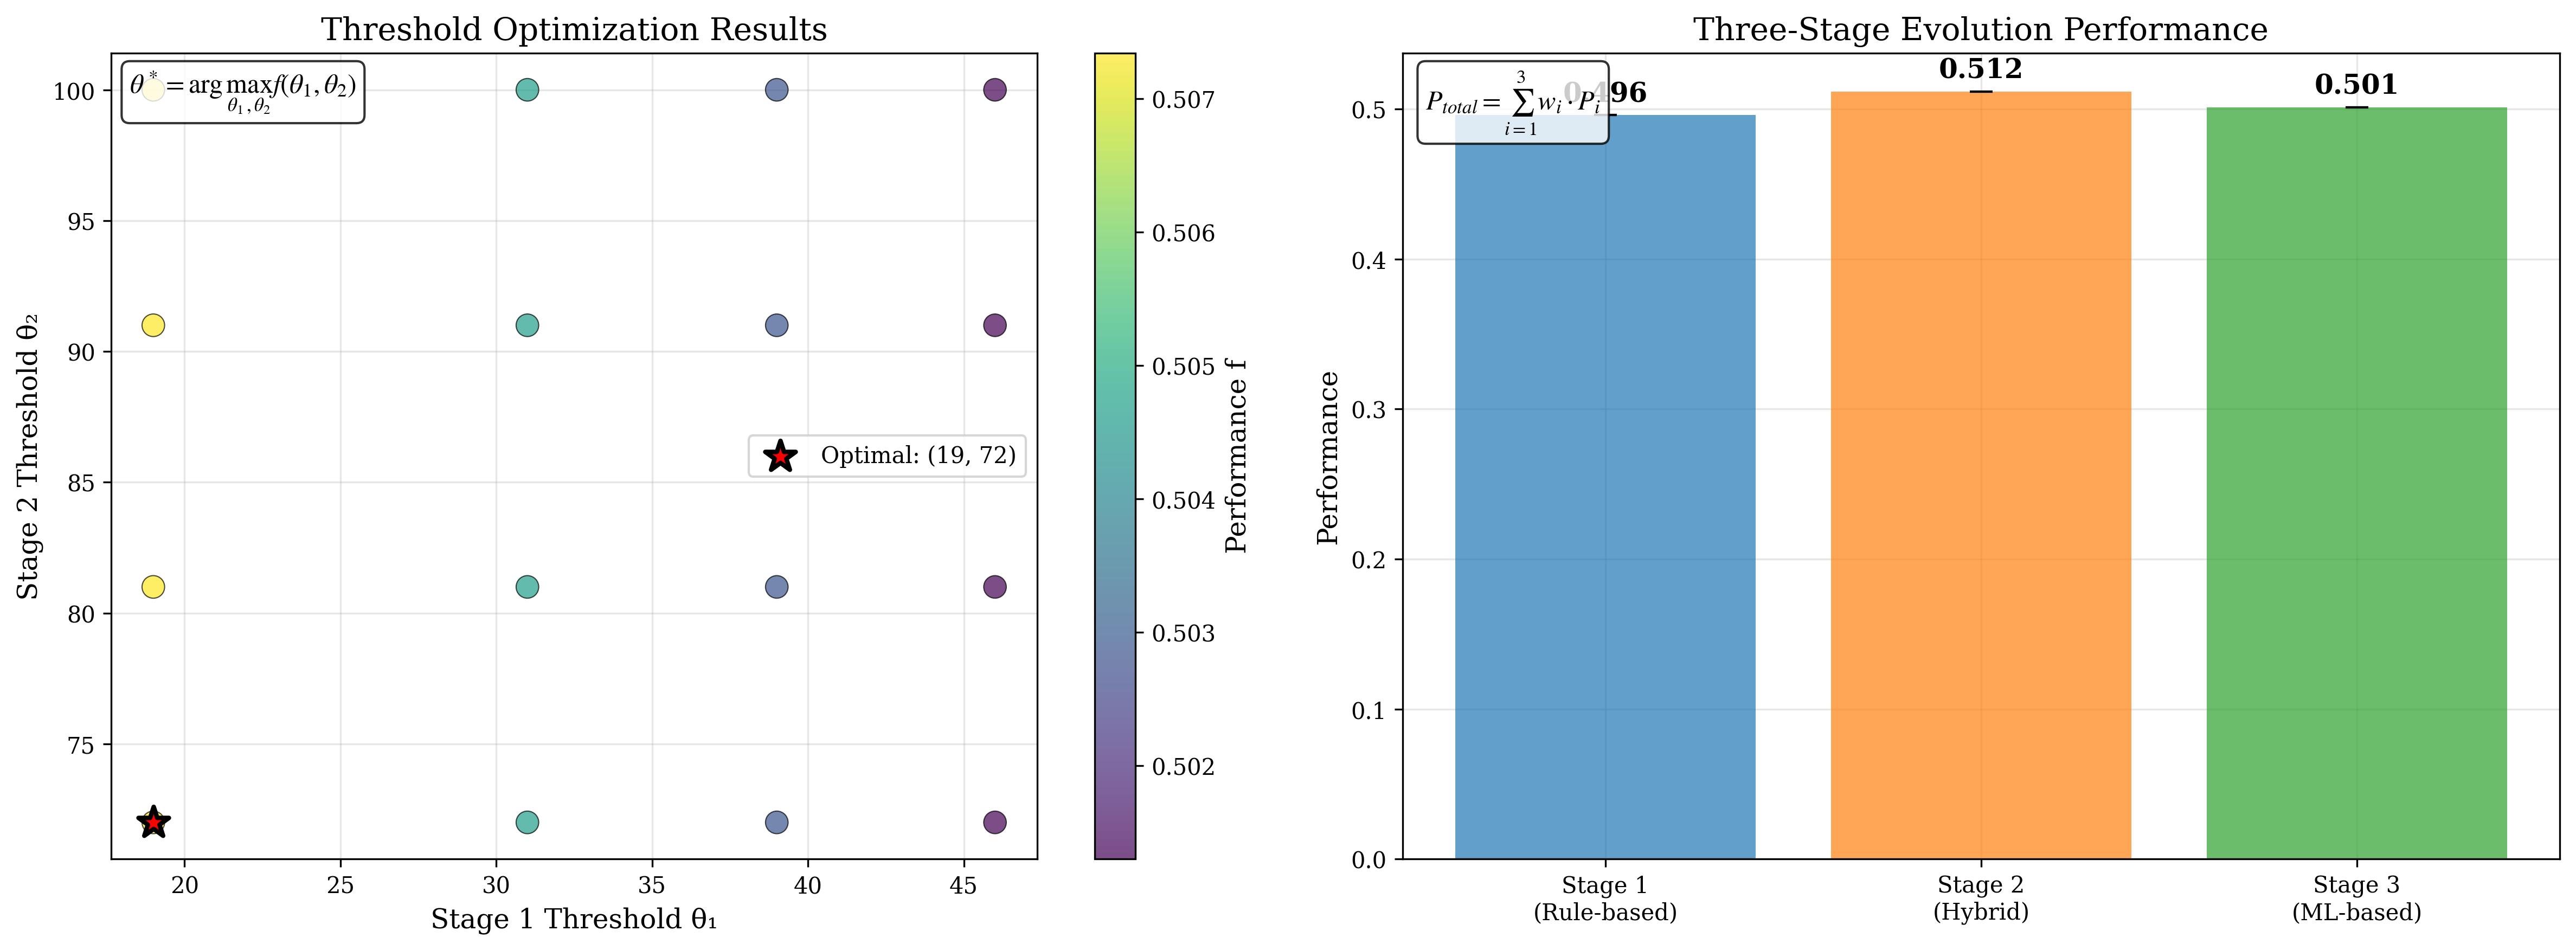 Threshold Optimization Results
θ* = arg max f(θ₁, θ₂)
θ₁, θ₂
100
95
90
85
80
75
Stage 2 Threshold θ₂
20 25 30 35 40 45
Stage 1 Threshold θ₁
Optimal: (19, 72)
0.507
0.506
0.505
0.504
0.503
0.502
Performance f
Three-Stage Evolution Performance
P_total = ∑ w_i · P_i
3
i = 1
0.496
0.512
0.501
0.5
0.4
0.3
0.2
0.1
0.0
Performance
Stage 1
(Rule-based)
Stage 2
(Hybrid)
Stage 3
(ML-based)